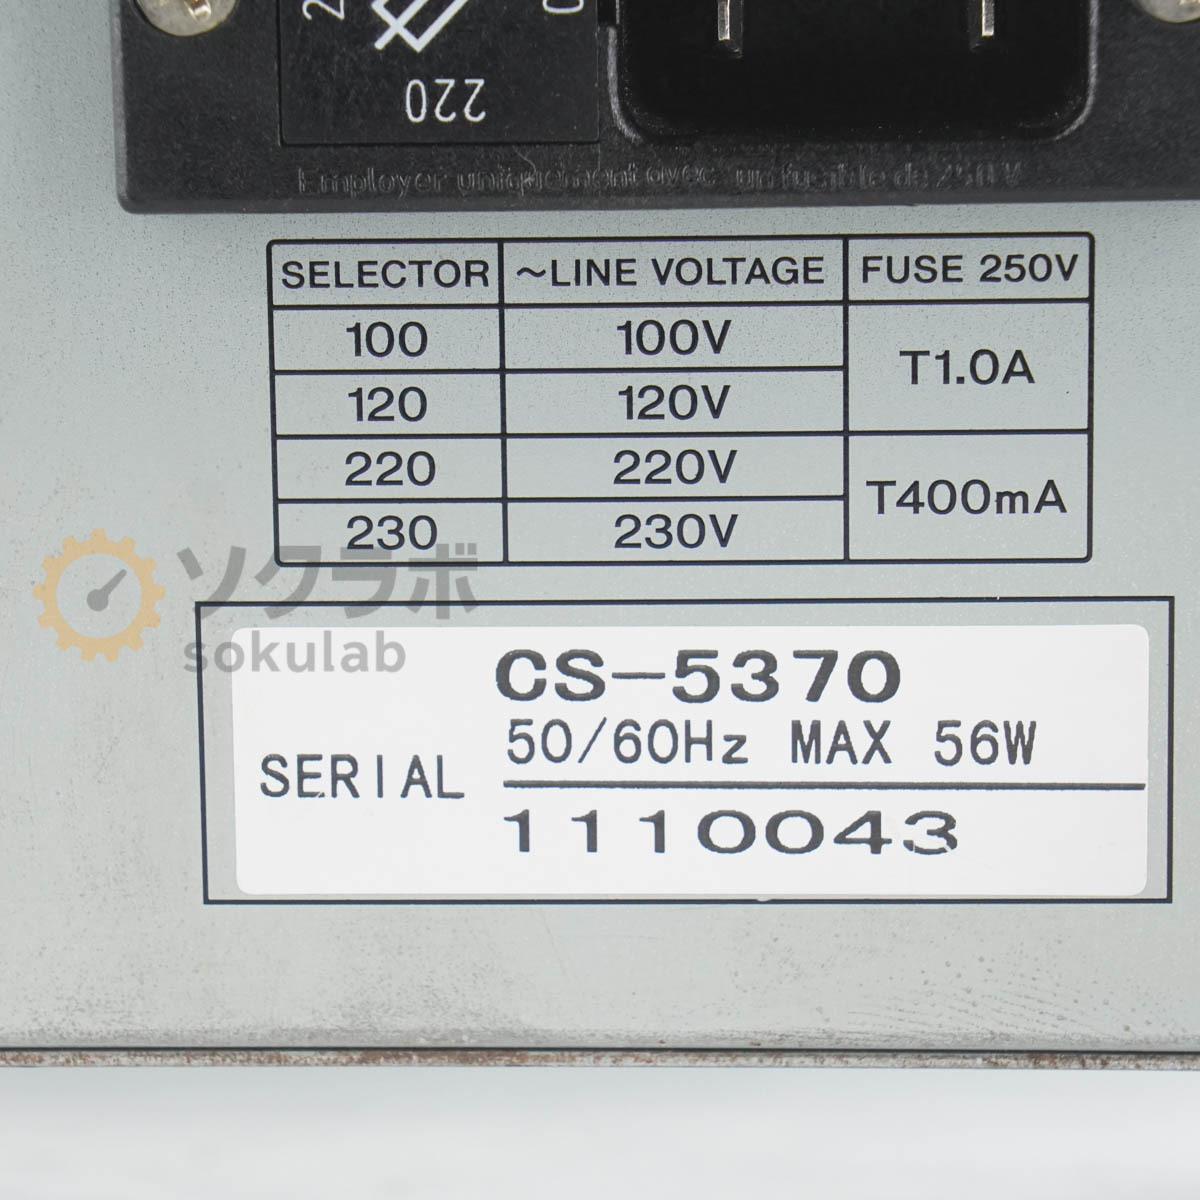 220
Employer uniquement avec un fusible de 250 V
SELECTOR ~LINE VOLTAGE FUSE 250V
100 100V T1.0A
120 120V
220 220V T400mA
230 230V
ソクラボ
sokulab
CS-5370
50/60Hz MAX 56W
SERIAL
1110043